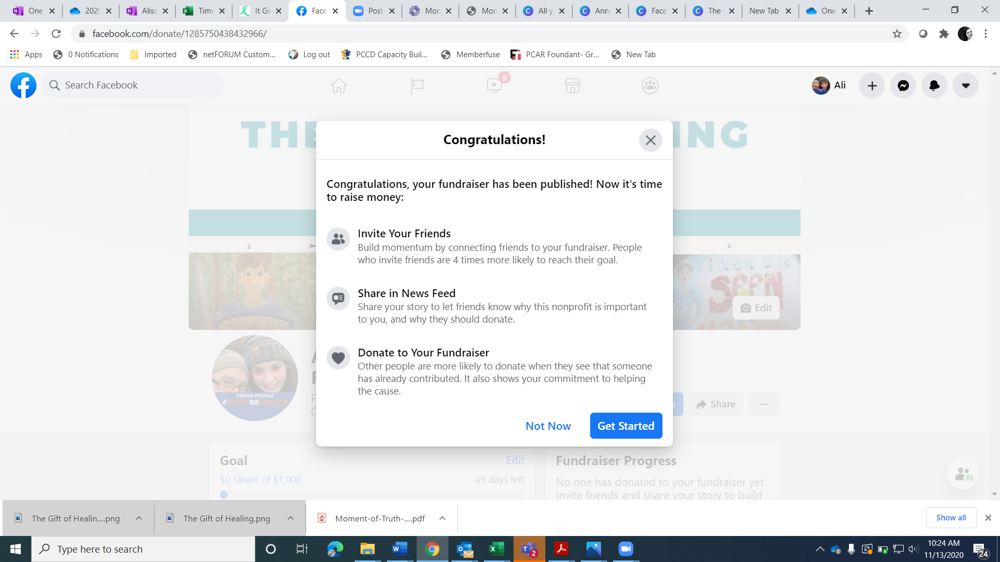 One
2020
Aliss
Time
It Ge
Face
Post
Mon
Mon
All y
Ann
Face
The
New Tab
One
facebook.com/donate/1285750438432966/
Apps
0 Notifications
Imported
netFORUM Custom...
Log out
PCCD Capacity Buil...
Memberfuse
PCAR Foundant- Gr...
New Tab
Search Facebook
9
Ali
THE
ING
Congratulations!
Congratulations, your fundraiser has been published! Now it's time
to raise money:
Invite Your Friends
Build momentum by connecting friends to your fundraiser. People
who invite friends are 4 times more likely to reach their goal.
Share in News Feed
Share your story to let friends know why this nonprofit is important
to you, and why they should donate.
Donate to Your Fundraiser
Other people are more likely to donate when they see that someone
has already contributed. It also shows your commitment to helping
the cause.
Not Now
Get Started
2
2
i deserve to be
SEEN
Edit
TRANS PEOPLE
#WONTBEERASED
Share
Goal
Edit
$0 raised of $1,000
49 days left
Fundraiser Progress
No one has donated to your fundraiser yet.
Invite friends and share your story to build
95
The Gift of Healin....png
The Gift of Healing.png
Moment-of-Truth-....pdf
Show all
Type here to search
2
10:24 AM
11/13/2020
24